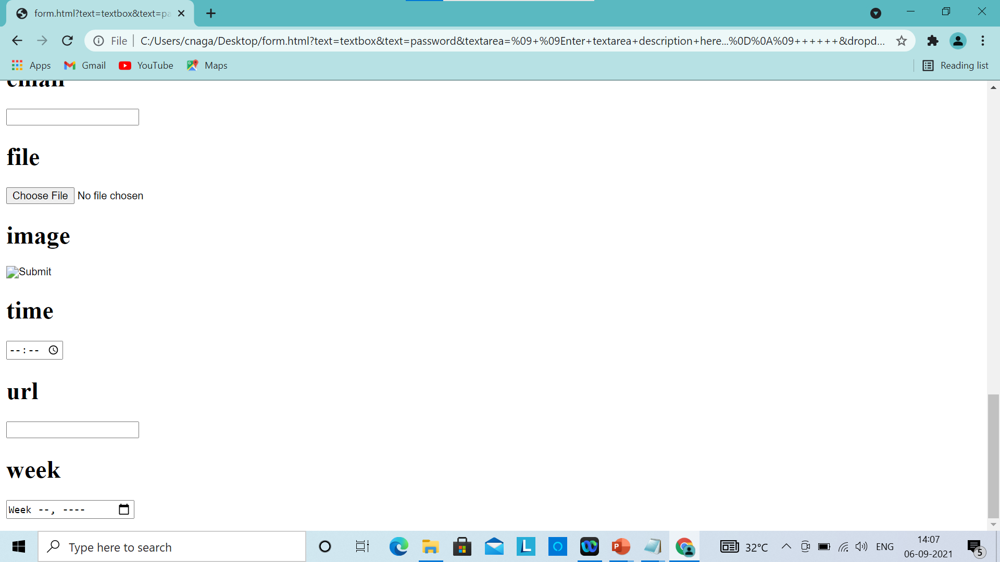 form.html?text=textbox&text=pa
File
C:/Users/cnaga/Desktop/form.html?text=textbox&text=password&textarea=%09+%09Enter+textarea+description+here...%0D%0A%09++++++&dropd...
Apps Gmail YouTube Maps Reading list
email
file
Choose File No file chosen
image
Submit
time
--:--
url
week
Week --, ----
Type here to search
32°C
ENG
14:07
06-09-2021
5